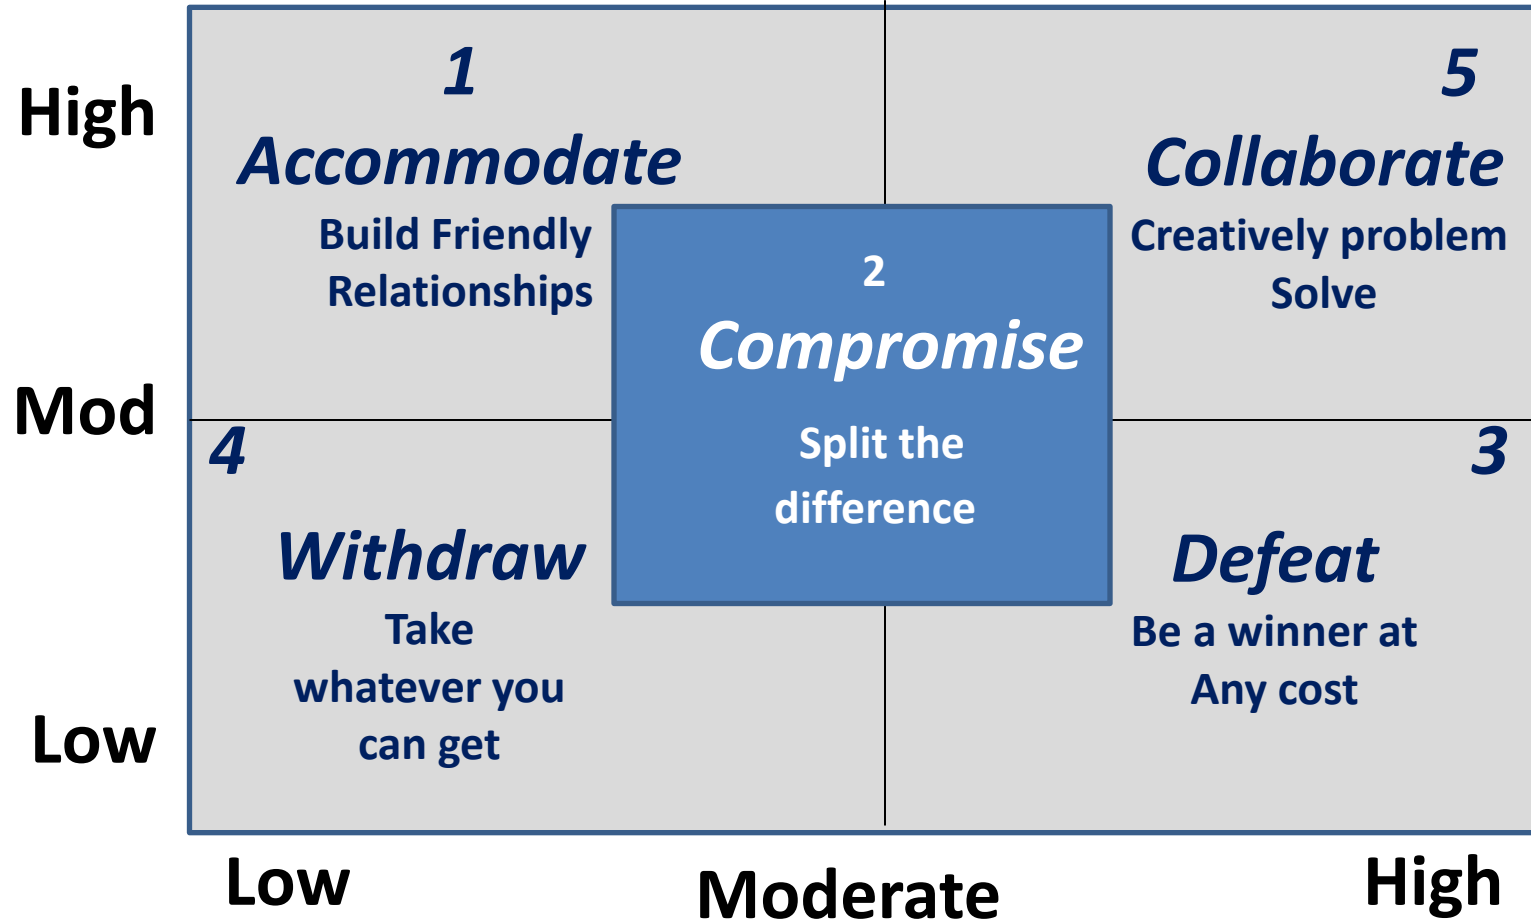 High
1
Accommodate
Build Friendly
Relationships
5
Collaborate
Creatively problem
Solve
2
Compromise
Split the
difference
Mod
4
Withdraw
Take
whatever you
can get
3
Defeat
Be a winner at
Any cost
Low
Low
Moderate
High